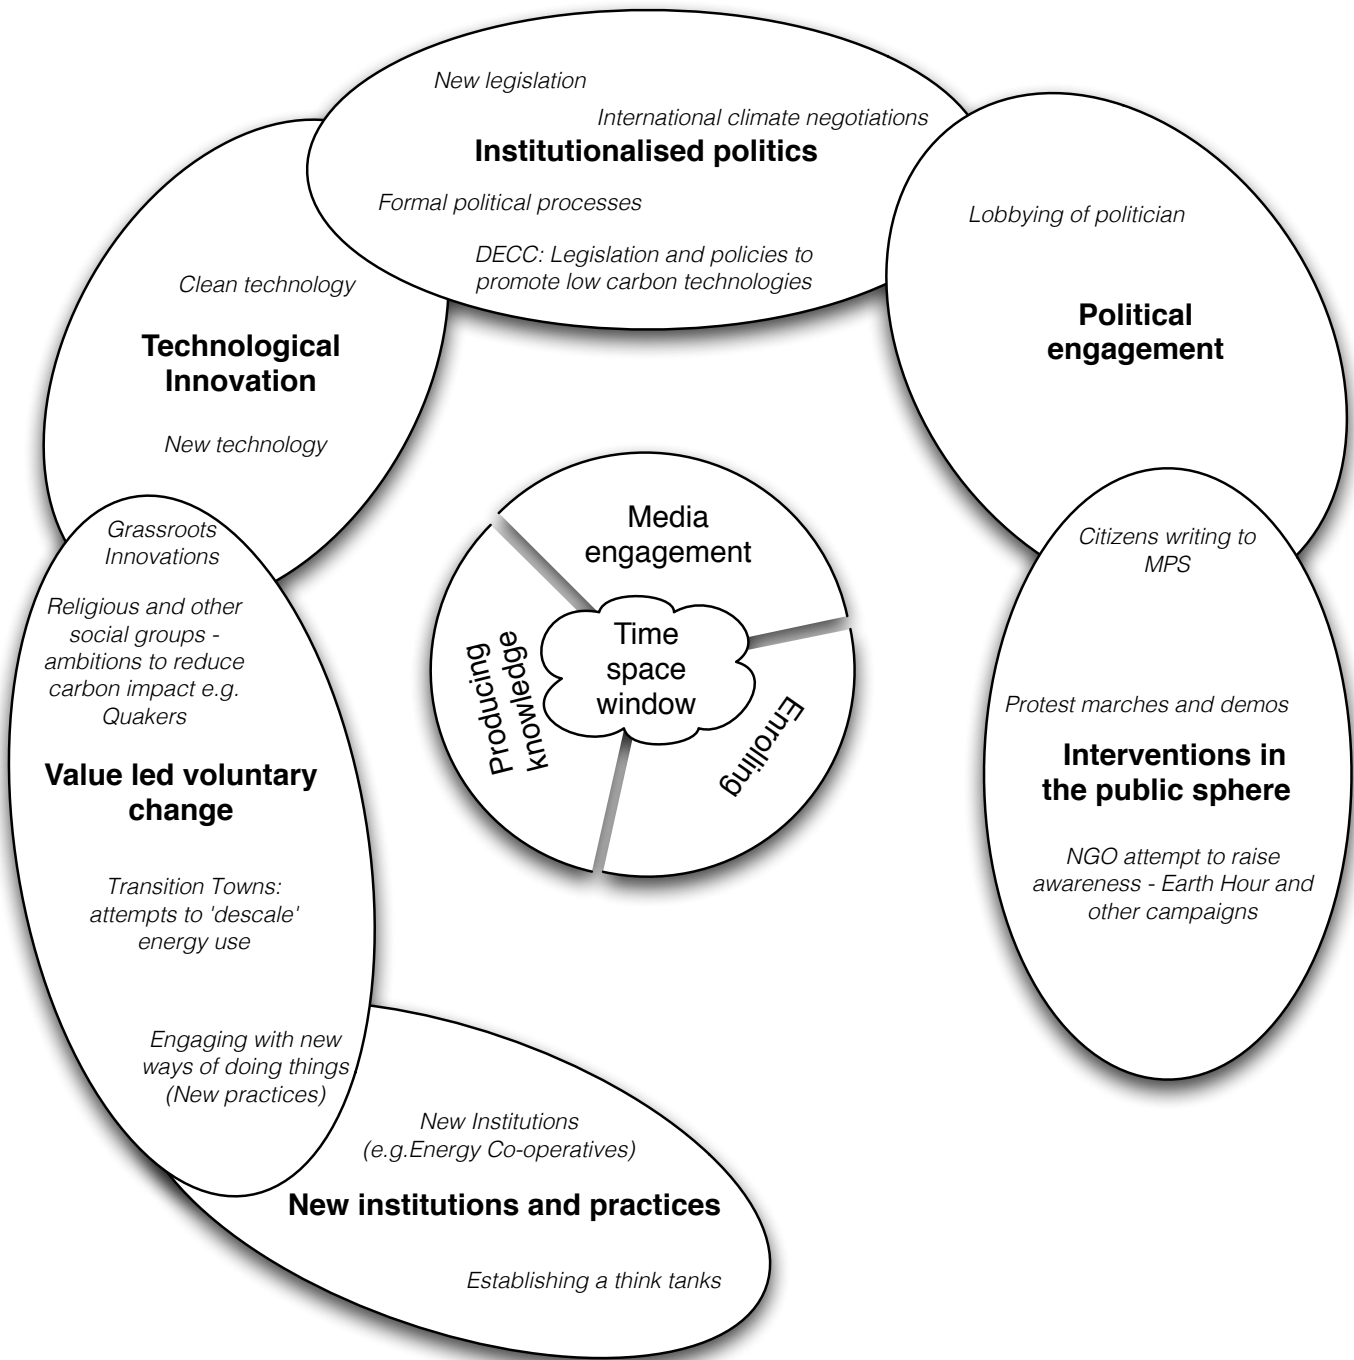 New legislation
International climate negotiations
Institutionalised politics
Formal political processes
DECC: Legislation and policies to
promote low carbon technologies
Lobbying of politician
Political
engagement
Clean technology
Technological
Innovation
New technology
Media
engagement
Time
space
window
Producing
knowledge
Enrolling
Citizens writing to
MPS
Protest marches and demos
Interventions in
the public sphere
NGO attempt to raise
awareness - Earth Hour and
other campaigns
Grassroots
Innovations
Religious and other
social groups -
ambitions to reduce
carbon impact e.g.
Quakers
Value led voluntary
change
Transition Towns:
attempts to 'descale'
energy use
Engaging with new
ways of doing things
(New practices)
New Institutions
(e.g.Energy Co-operatives)
New institutions and practices
Establishing a think tanks